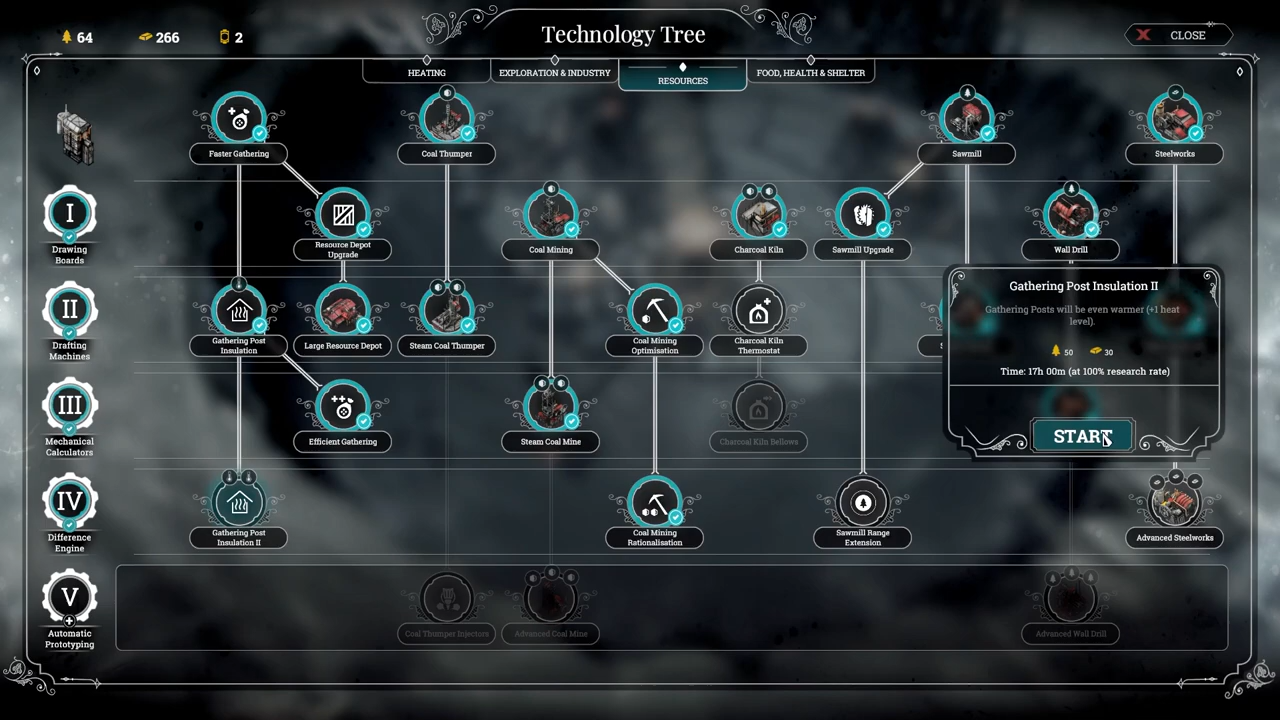 64
266
2
Technology Tree
CLOSE
HEATING
EXPLORATION & INDUSTRY
RESOURCES
FOOD, HEALTH & SHELTER
Faster Gathering
Coal Thumper
Sawmill
Steelworks
I
Drawing
Boards
Resource Depot
Upgrade
Coal Mining
Charcoal Kiln
Sawmill Upgrade
Wall Drill
II
Drafting
Machines
Gathering Post
Insulation
Large Resource Depot
Steam Coal Thumper
Coal Mining
Optimisation
Charcoal Kiln
Thermostat
S
Gathering Post Insulation II
Gathering Posts will be even warmer (+1 heat
level).
50
30
Time: 17h 00m (at 100% research rate)
START
III
Mechanical
Calculators
Efficient Gathering
Steam Coal Mine
Charcoal Kiln Bellows
IV
Difference
Engine
Gathering Post
Insulation II
Coal Mining
Rationalisation
Sawmill Range
Extension
Advanced Steelworks
V
Automatic
Prototyping
Coal Thumper Injectors
Advanced Coal Mine
Advanced Wall Drill